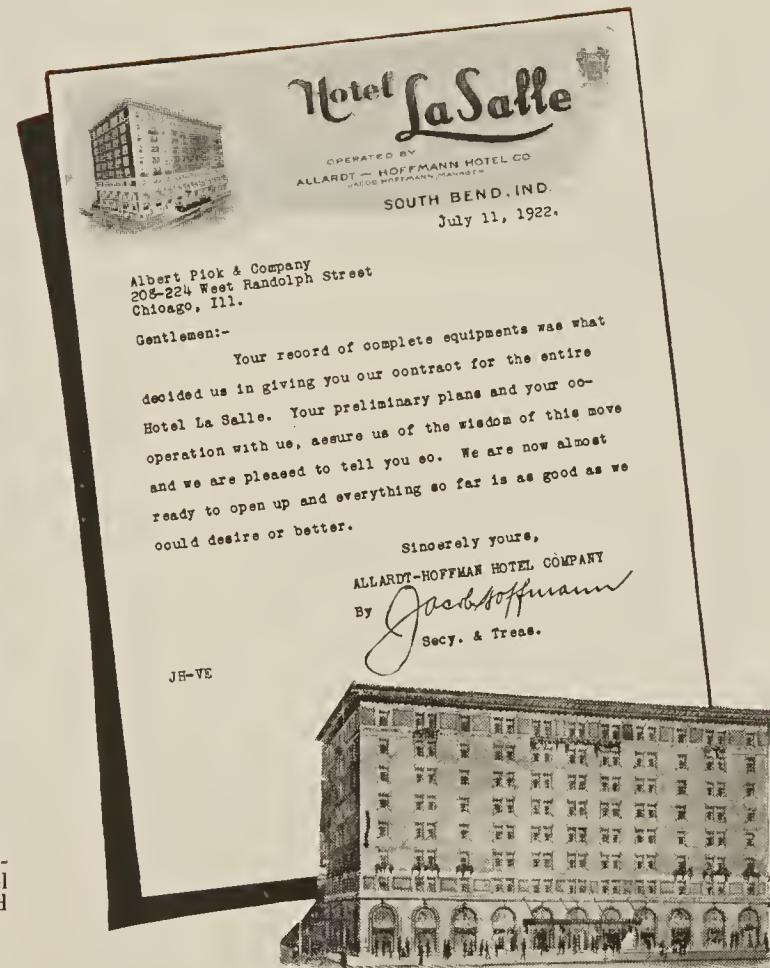 Hotel La Salle
OPERATED BY
ALLARDT — HOFFMANN HOTEL CO
JACOB HOFFMANN, MANAGER
SOUTH BEND, IND.
July 11, 1922.
Albert Pick & Company
208-224 West Randolph Street
Chicago, Ill.
Gentlemen:-
Your record of complete equipments was what
decided us in giving you our contract for the entire
Hotel La Salle. Your preliminary plans and your co-
operation with us, assure us of the wisdom of this move
and we are pleased to tell you so. We are now almost
ready to open up and everything so far is as good as we
could desire or better.
Sincerely yours,
ALLARDT-HOFFMAN HOTEL COMPANY
By Jacob Hoffmann
Secy. & Treas.
JH-VE